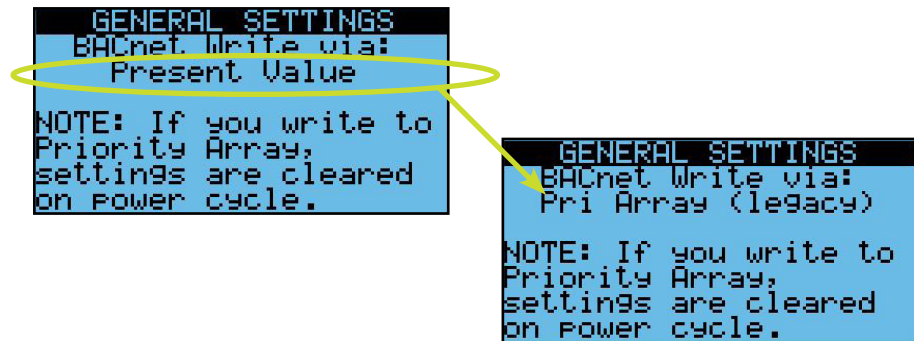 GENERAL SETTINGS
BACnet Write via:
Present Value
NOTE: If you write to
Priority Array,
settings are cleared
on power cycle.
GENERAL SETTINGS
BACnet Write via:
Pri Array (legacy)
NOTE: If you write to
Priority Array,
settings are cleared
on power cycle.